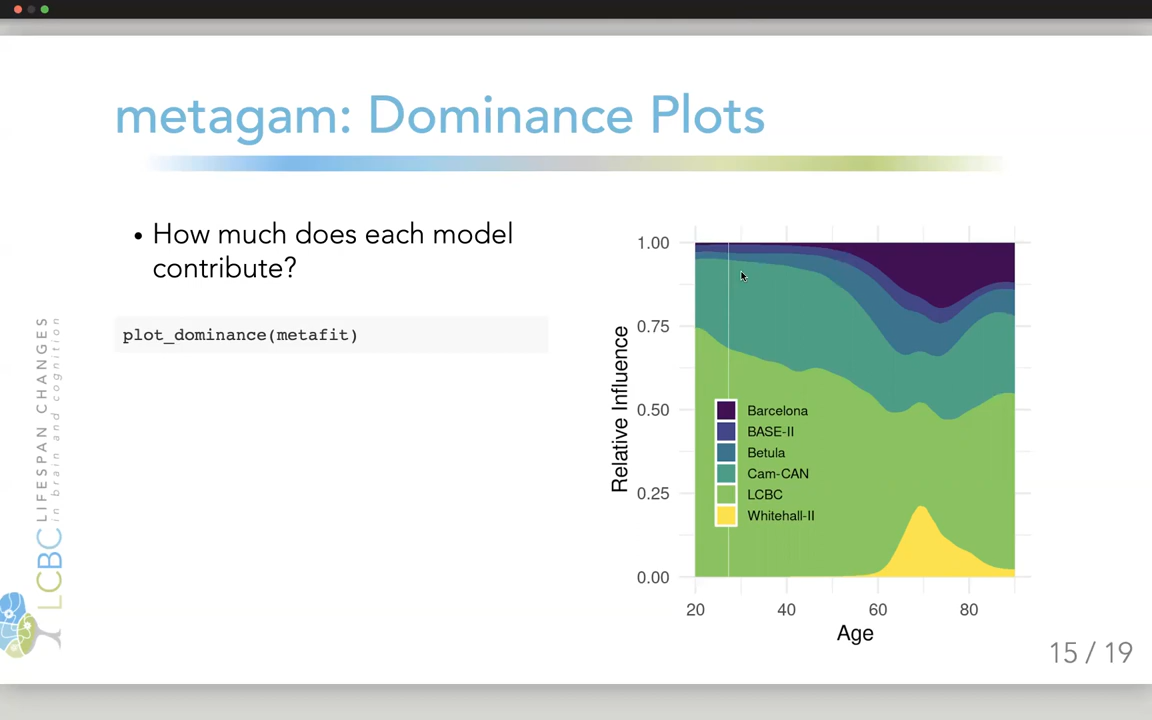 metagam: Dominance Plots
• How much does each model
contribute?
plot_dominance(metafit)
LCBC
LIFESPAN CHANGES
in brain and cognition
Relative Influence
1.00
0.75
0.50
0.25
0.00
Barcelona
BASE-II
Betula
Cam-CAN
LCBC
Whitehall-II
20 40 60 80
Age
15 / 19